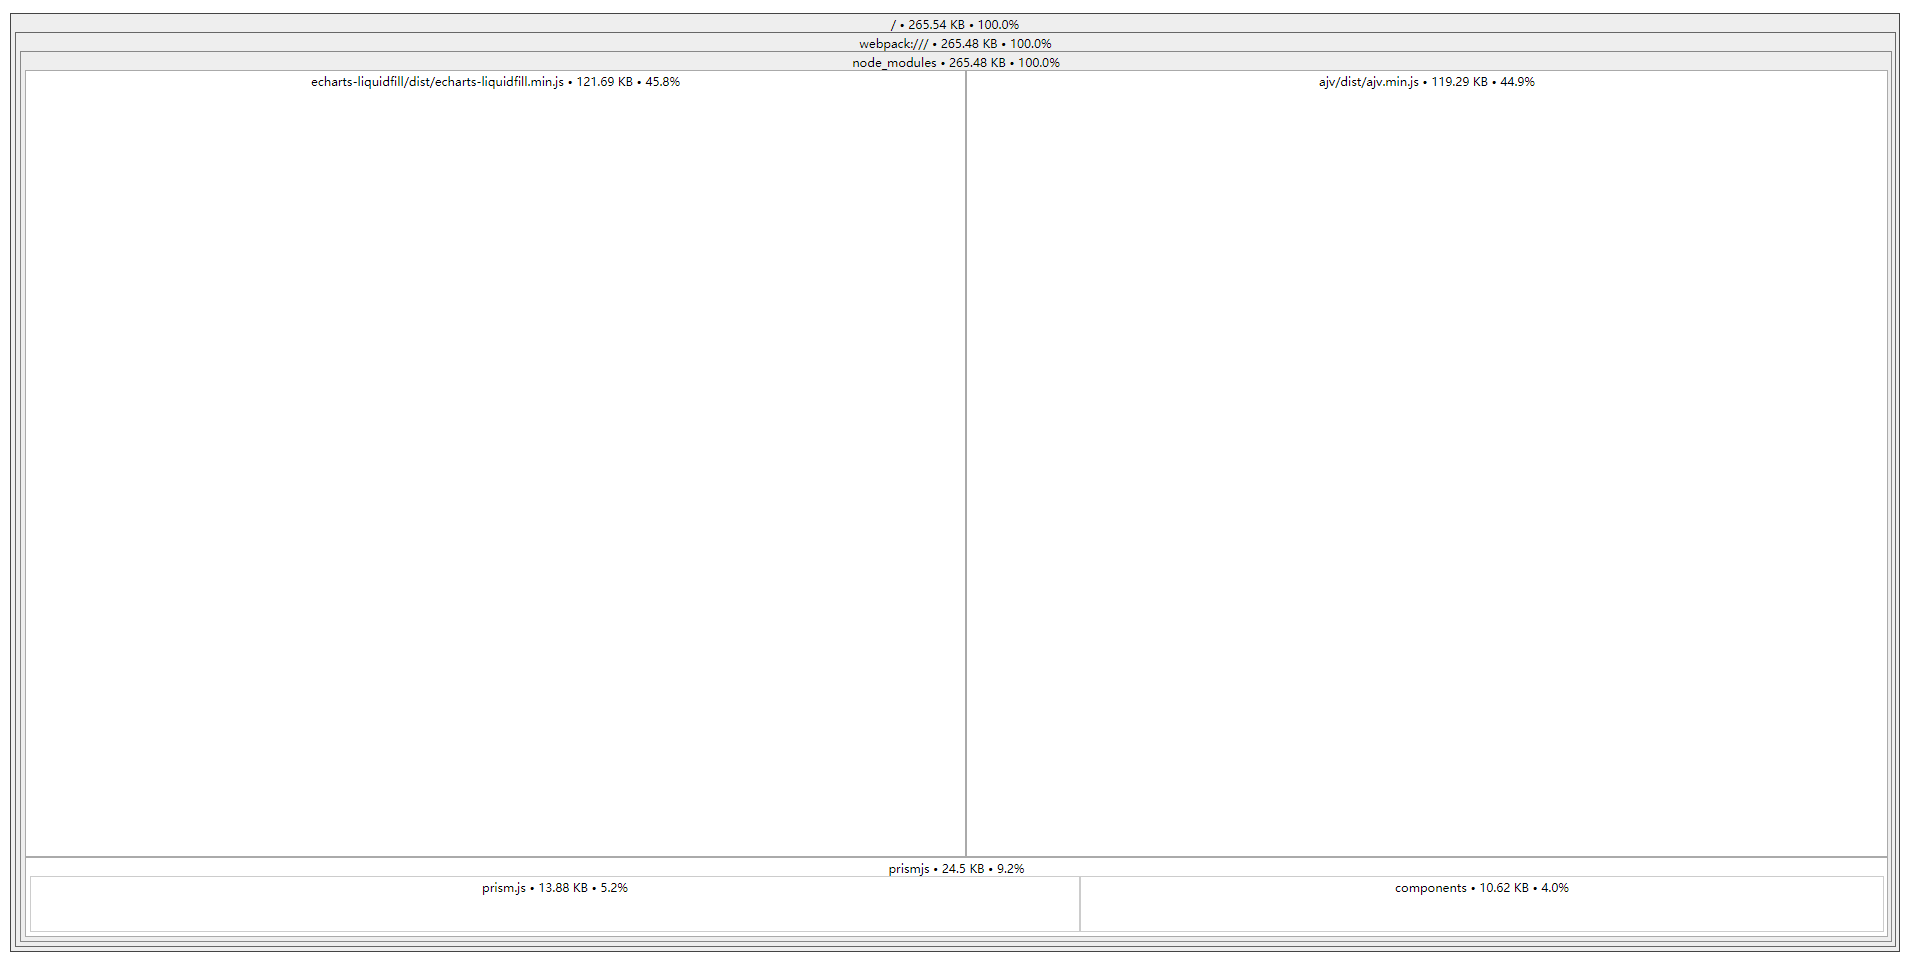 / • 265.54 KB • 100.0%
webpack:/// • 265.48 KB • 100.0%
node_modules • 265.48 KB • 100.0%
echarts-liquidfill/dist/echarts-liquidfill.min.js • 121.69 KB • 45.8%
ajv/dist/ajv.min.js • 119.29 KB • 44.9%
prismjs • 24.5 KB • 9.2%
prism.js • 13.88 KB • 5.2%
components • 10.62 KB • 4.0%